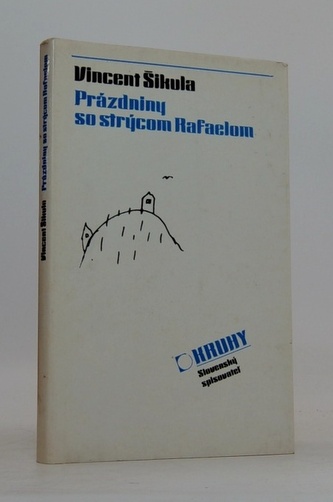 Vincent Šikula
Prázdniny
so strýcom Rafaelom
KRUHY
Slovenský
spisovateľ
Vincent Šikula Prázdniny so strýcom Rafaelom